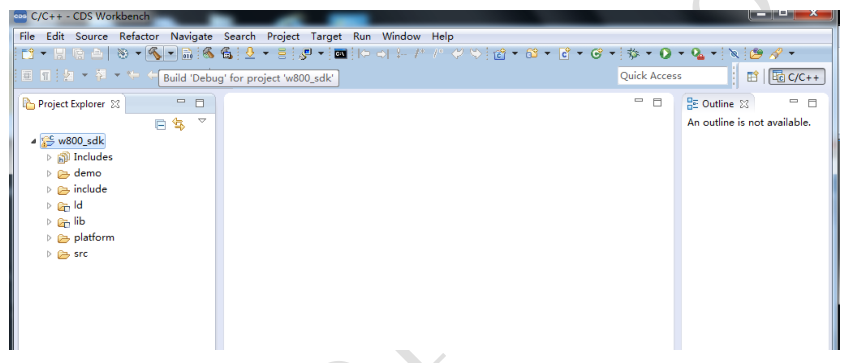 C/C++ - CDS Workbench
File Edit Source Refactor Navigate Search Project Target Run Window Help
Build 'Debug' for project 'w800_sdk'
Quick Access
C/C++
Project Explorer
Outline
An outline is not available.
w800_sdk
Includes
demo
include
ld
lib
platform
src